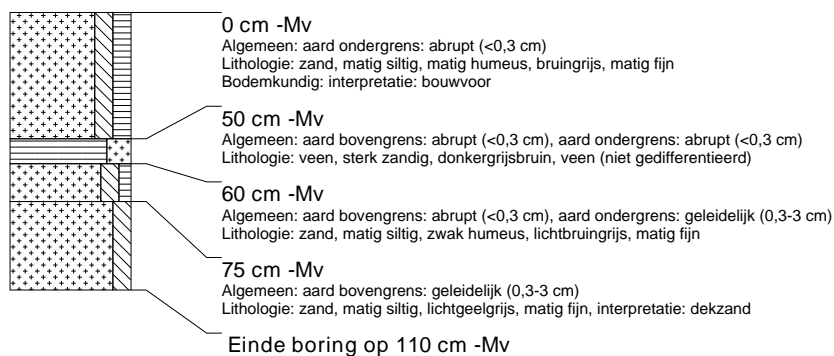 0 cm -Mv
Algemeen: aard ondergrens: abrupt (<0,3 cm)
Lithologie: zand, matig siltig, matig humeus, bruingrijs, matig fijn
Bodemkundig: interpretatie: bouwvoor
50 cm -Mv
Algemeen: aard bovengrens: abrupt (<0,3 cm), aard ondergrens: abrupt (<0,3 cm)
Lithologie: veen, sterk zandig, donkergrijsbruin, veen (niet gedifferentieerd)
60 cm -Mv
Algemeen: aard bovengrens: abrupt (<0,3 cm), aard ondergrens: geleidelijk (0,3-3 cm)
Lithologie: zand, matig siltig, zwak humeus, lichtbruingrijs, matig fijn
75 cm -Mv
Algemeen: aard bovengrens: geleidelijk (0,3-3 cm)
Lithologie: zand, matig siltig, lichtgeelgrijs, matig fijn, interpretatie: dekzand
Einde boring op 110 cm -Mv